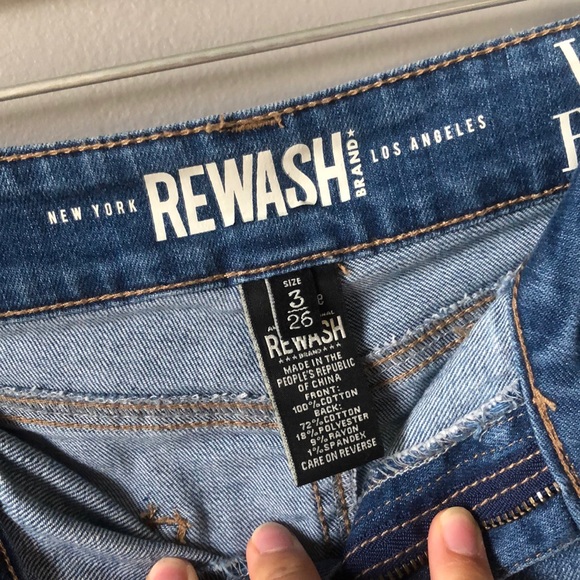 NEW YORK REWASH BRAND★ LOS ANGELES
SIZE
3
26
REWASH
★★★ BRAND ★★★
MADE IN THE
PEOPLE'S REPUBLIC
OF CHINA
FRONT:
100%COTTON
BACK:
72%COTTON
18%POLYESTER
9%RAYON
1%SPANDEX
CARE ON REVERSE